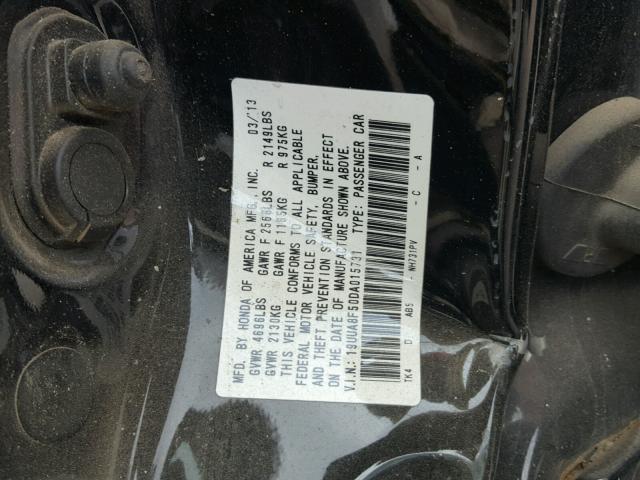 MFD. BY HONDA OF AMERICA MFG., INC. 03/13
GVWR 4696LBS GAWR F 2568LBS R 2149LBS
GVWR 2130KG GAWR F 1165KG R 975KG
THIS VEHICLE CONFORMS TO ALL APPLICABLE
FEDERAL MOTOR VEHICLE SAFETY, BUMPER,
AND THEFT PREVENTION STANDARDS IN EFFECT
ON THE DATE OF MANUFACTURE SHOWN ABOVE.
V.I.N.: 19UUA8F50DA015731 TYPE: PASSENGER CAR
TK4 D AB5 - NH731PV - C - A